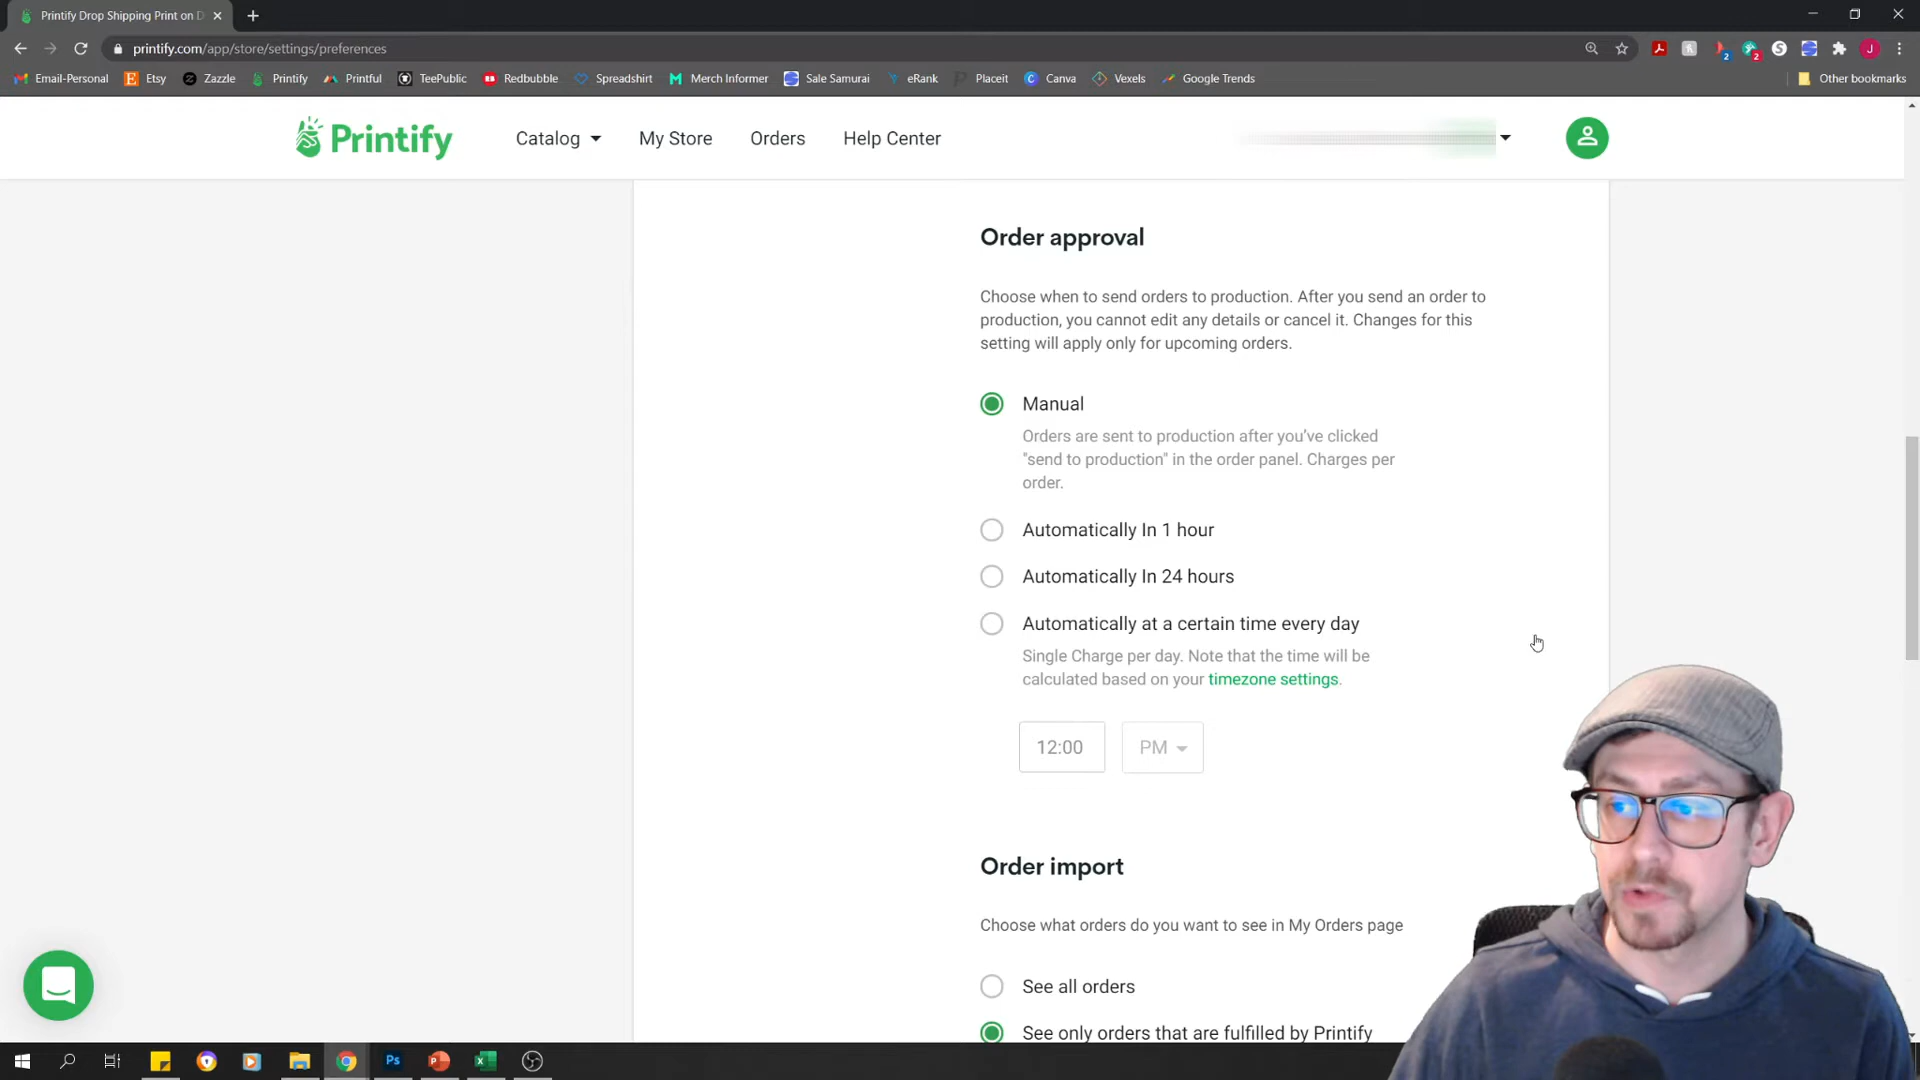 Printify Drop Shipping Print on D
printify.com/app/store/settings/preferences
Email-Personal Etsy Zazzle Printify Printful TeePublic Redbubble Spreadshirt Merch Informer Sale Samurai eRank Placeit Canva Vexels Google Trends Other bookmarks
Printify Catalog My Store Orders Help Center
Order approval
Choose when to send orders to production. After you send an order to
production, you cannot edit any details or cancel it. Changes for this
setting will apply only for upcoming orders.
Manual
Orders are sent to production after you’ve clicked
"send to production" in the order panel. Charges per
order.
Automatically In 1 hour
Automatically In 24 hours
Automatically at a certain time every day
Single Charge per day. Note that the time will be
calculated based on your timezone settings.
12:00 PM
Order import
Choose what orders do you want to see in My Orders page
See all orders
See only orders that are fulfilled by Printify